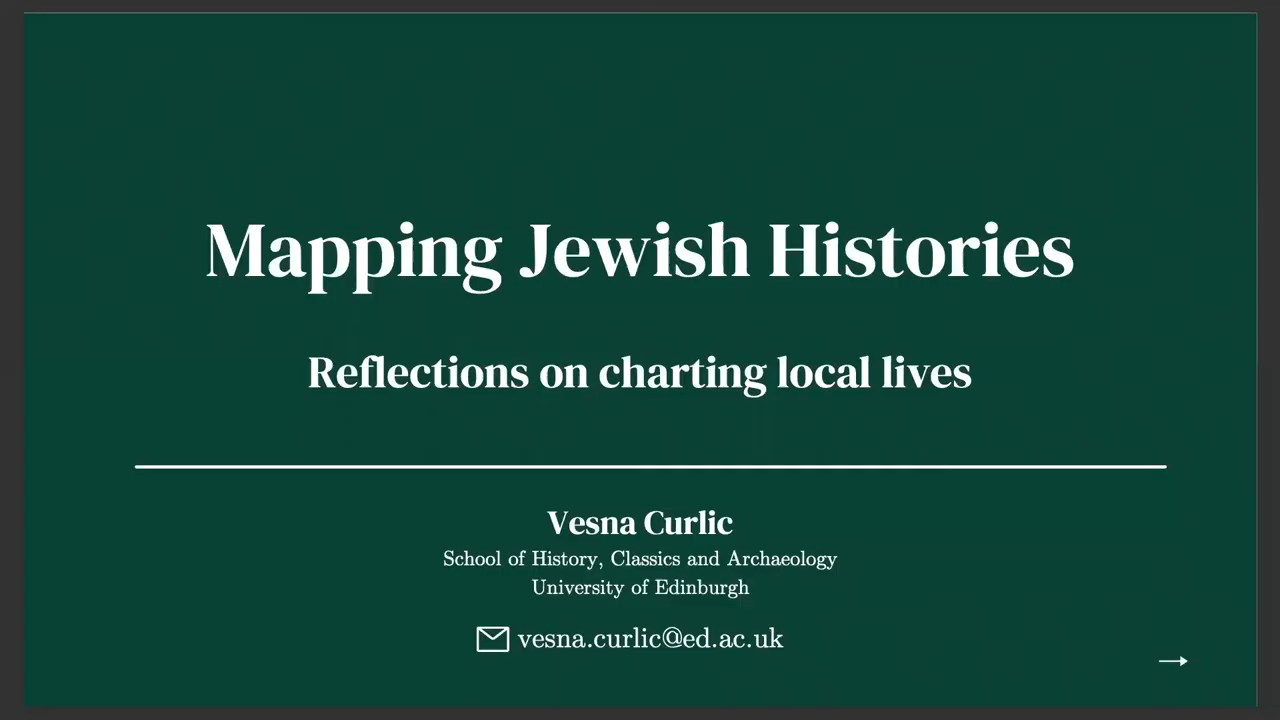 Mapping Jewish Histories
Reflections on charting local lives
Vesna Curlic
School of History, Classics and Archaeology
University of Edinburgh
vesna.curlic@ed.ac.uk